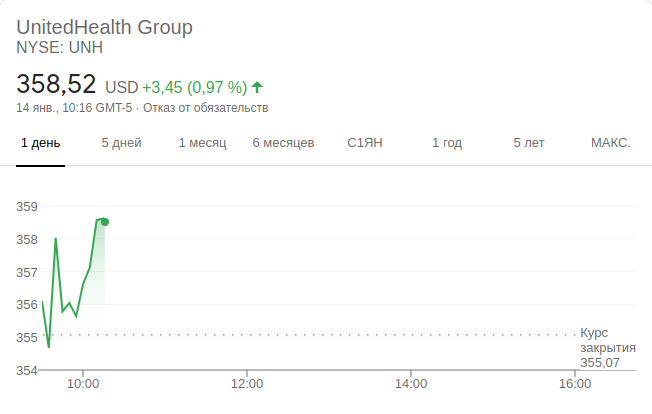 UnitedHealth Group
NYSE: UNH
358,52 USD +3,45 (0,97 %)
14 янв., 10:16 GMT-5 · Отказ от обязательств
1 день 5 дней 1 месяц 6 месяцев С1ЯН 1 год 5 лет МАКС.
359
358
357
356
355
354
Курс
закрытия
355,07
10:00 12:00 14:00 16:00